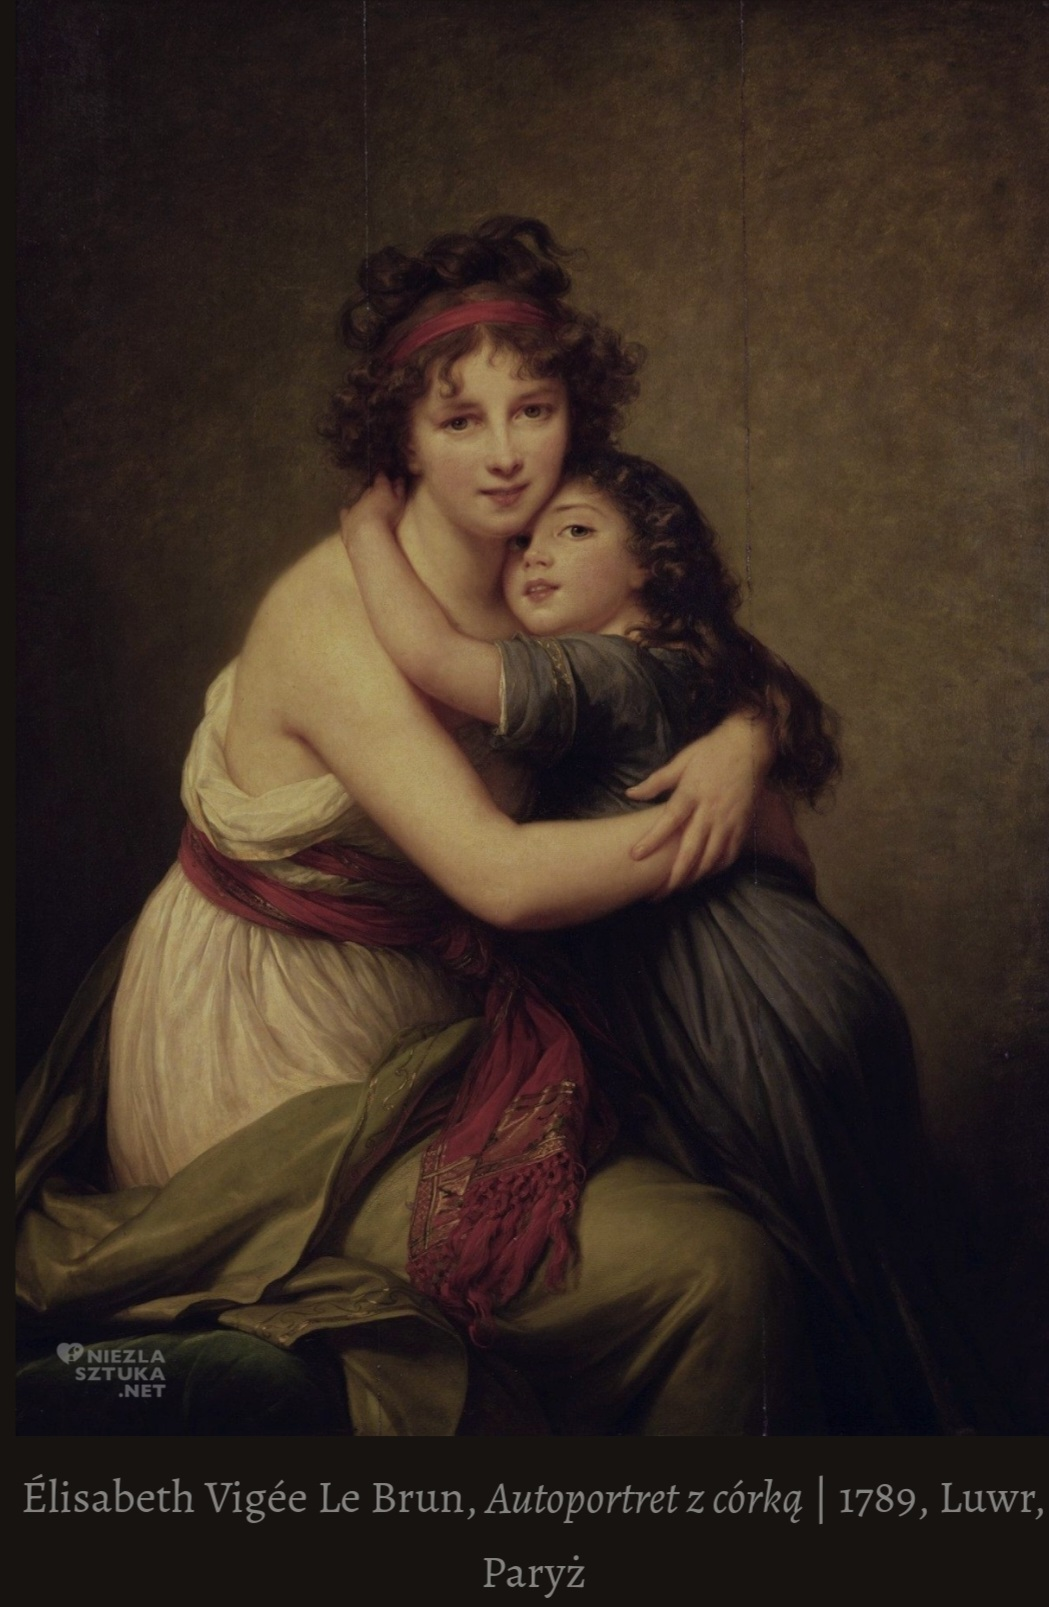 NIEZLA
SZTUKA
.NET
Élisabeth Vigée Le Brun, Autoportret z córką | 1789, Luwr,
Paryż